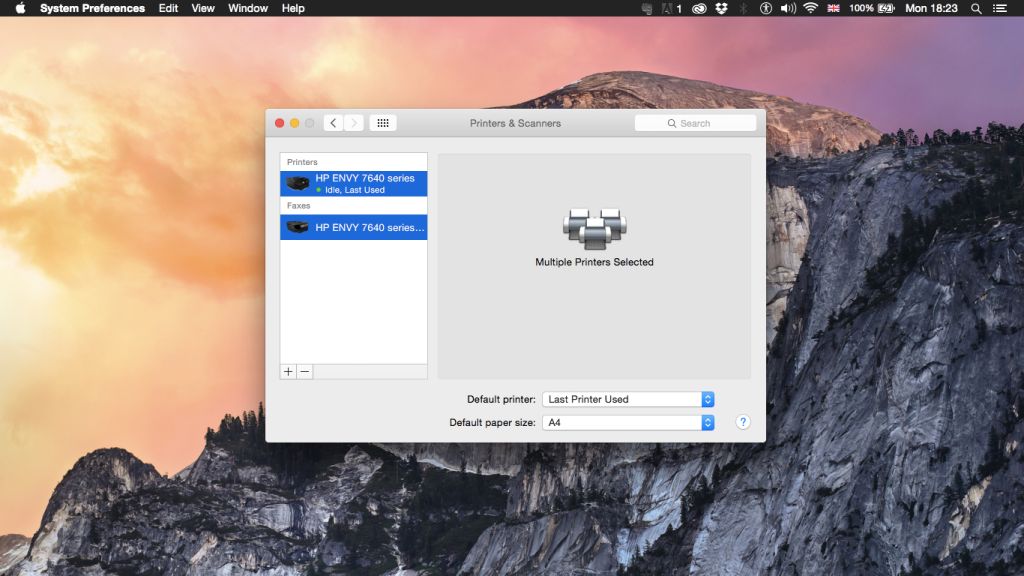 System Preferences Edit View Window Help 1 100% Mon 18:23
Printers & Scanners
Search
Printers
HP ENVY 7640 series
Idle, Last Used
Faxes
HP ENVY 7640 series...
Multiple Printers Selected
+ −
Default printer: Last Printer Used
Default paper size: A4
?